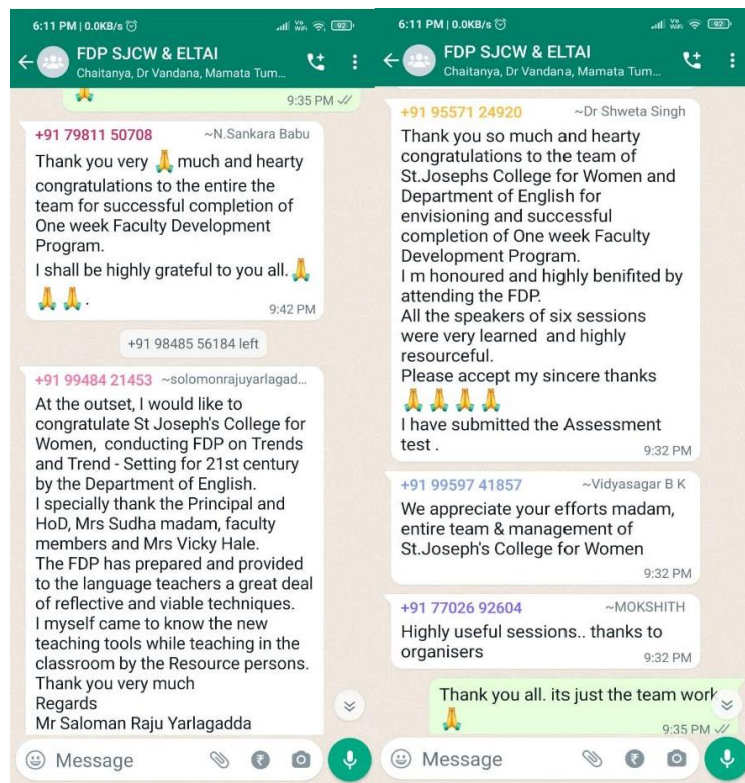 6:11 PM | 0.0KB/s
Vo
WiFi
92
FDP SJCW & ELTAI
Chaitanya, Dr Vandana, Mamata Tum...
🙏
9:35 PM
+91 79811 50708 ~N.Sankara Babu
Thank you very 🙏 much and hearty
congratulations to the entire the
team for successful completion of
One week Faculty Development
Program.
I shall be highly grateful to you all. 🙏
🙏 🙏 .
9:42 PM
+91 98485 56184 left
+91 99484 21453 ~solomonrajuyarlagad...
At the outset, I would like to
congratulate St Joseph's College for
Women, conducting FDP on Trends
and Trend - Setting for 21st century
by the Department of English.
I specially thank the Principal and
HoD, Mrs Sudha madam, faculty
members and Mrs Vicky Hale.
The FDP has prepared and provided
to the language teachers a great deal
of reflective and viable techniques.
I myself came to know the new
teaching tools while teaching in the
classroom by the Resource persons.
Thank you very much
Regards
Mr Saloman Raju Yarlagadda
Message
₹
6:11 PM | 0.0KB/s
Vo
WiFi
92
FDP SJCW & ELTAI
Chaitanya, Dr Vandana, Mamata Tum...
+91 95571 24920 ~Dr Shweta Singh
Thank you so much and hearty
congratulations to the team of
St.Josephs College for Women and
Department of English for
envisioning and successful
completion of One week Faculty
Development Program.
I m honoured and highly benifited by
attending the FDP.
All the speakers of six sessions
were very learned and highly
resourceful.
Please accept my sincere thanks
🙏 🙏 🙏 🙏
I have submitted the Assessment
test .
9:32 PM
+91 99597 41857 ~Vidyasagar B K
We appreciate your efforts madam,
entire team & management of
St.Joseph's College for Women
9:32 PM
+91 77026 92604 ~MOKSHITH
Highly useful sessions.. thanks to
organisers
9:32 PM
Thank you all. its just the team work
🙏
9:35 PM
Message
₹